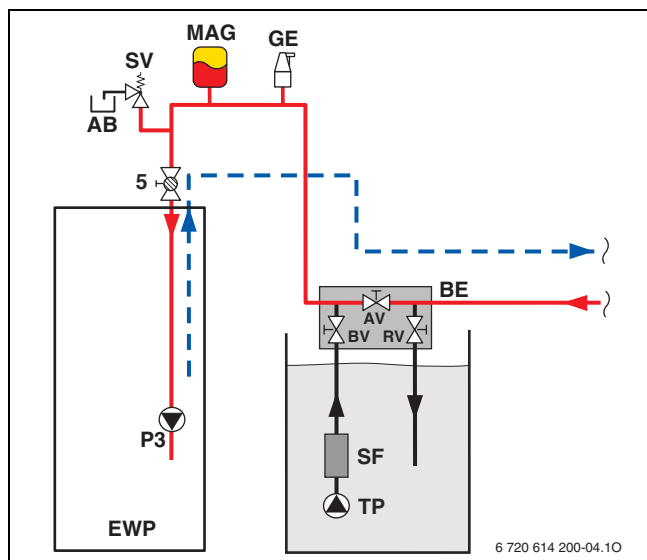 MAG
GE
SV
AB
5
BE
AV
BV
RV
P3
SF
TP
EWP
6 720 614 200-04.1O